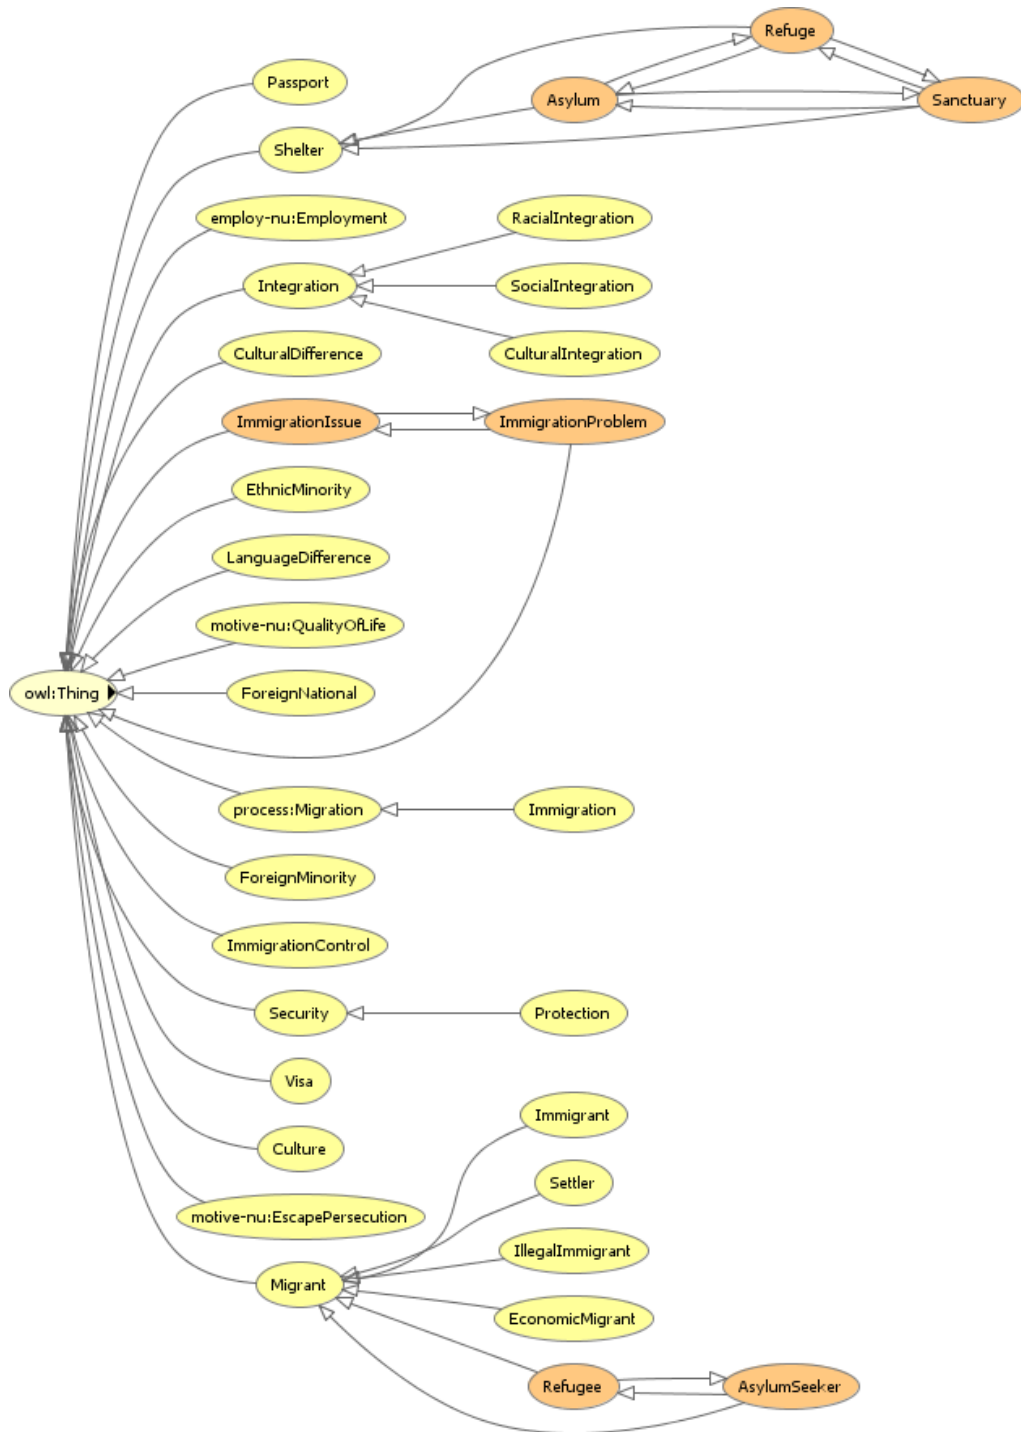 Refuge
Passport
Asylum
Sanctuary
Shelter
employ-nu:Employment
RacialIntegration
Integration
SocialIntegration
CulturalDifference
CulturalIntegration
ImmigrationIssue
ImmigrationProblem
EthnicMinority
LanguageDifference
motive-nu:QualityOfLife
owl:Thing
ForeignNational
process:Migration
Immigration
ForeignMinority
ImmigrationControl
Security
Protection
Visa
Immigrant
Culture
Settler
motive-nu:EscapePersecution
IllegalImmigrant
Migrant
EconomicMigrant
Refugee
AsylumSeeker